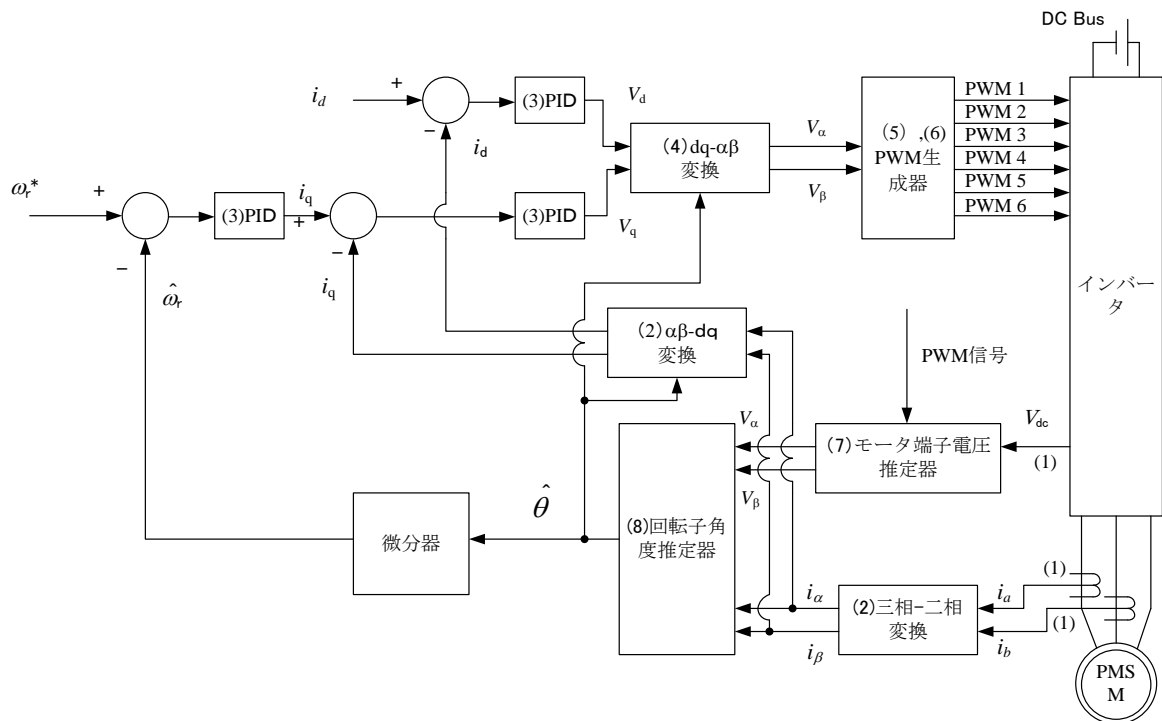 DC Bus
i_d
+
−
(3)PID
V_d
i_d
(4)dq-αβ
変換
V_α
V_β
(5）,(6)
PWM生
成器
PWM 1
PWM 2
PWM 3
PWM 4
PWM 5
PWM 6
ω_r*
+
−
(3)PID
i_q
+
−
(3)PID
V_q
i_q
ω̂_r
インバー
タ
(2)αβ-dq
変換
PWM信号
V_α
V_β
(7)モータ端子電圧
推定器
V_dc
(1)
微分器
θ̂
(8)回転子角
度推定器
i_α
i_β
(2)三相−二相
変換
i_a
i_b
(1)
(1)
PMS
M